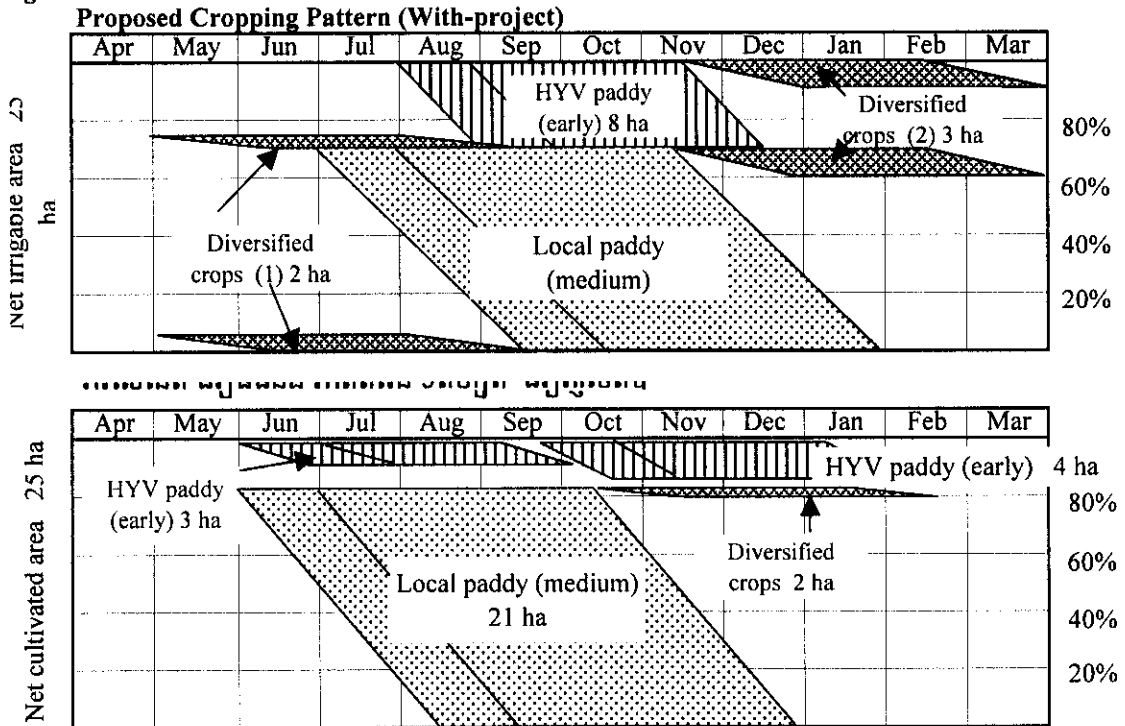 Proposed Cropping Pattern (With-project)
Apr May Jun Jul Aug Sep Oct Nov Dec Jan Feb Mar
Net irrigable area
ha
HYV paddy
(early) 8 ha
Diversified
crops (2) 3 ha
Diversified
crops (1) 2 ha
Local paddy
(medium)
80%
60%
40%
20%
Apr May Jun Jul Aug Sep Oct Nov Dec Jan Feb Mar
Net cultivated area 25 ha
HYV paddy
(early) 3 ha
HYV paddy (early) 4 ha
Local paddy (medium)
21 ha
Diversified
crops 2 ha
80%
60%
40%
20%